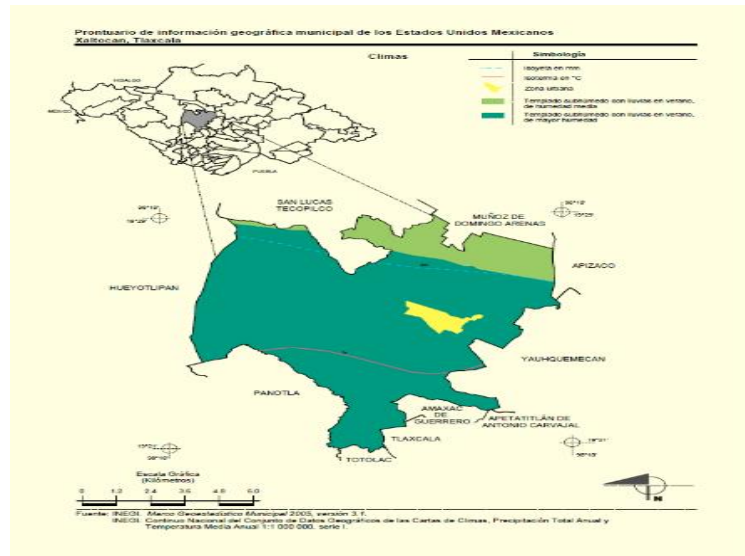 Prontuario de información geográfica municipal de los Estados Unidos Mexicanos
Xaltocan, Tlaxcala
Climas
Simbología
Isoyeta en mm
Isoterma en °C
Zona urbana
Templado subhúmedo con lluvias en verano,
de humedad media
Templado subhúmedo con lluvias en verano,
de mayor humedad
HIDALGO
MÉXICO
PUEBLA
SAN LUCAS
TECOPILCO
MUÑOZ DE
DOMINGO ARENAS
APIZACO
HUEYOTLIPAN
YAUHQUEMECAN
PANOTLA
AMAXAC
DE
GUERRERO
APETATITLÁN DE
ANTONIO CARVAJAL
TLAXCALA
TOTOLAC
Escala Gráfica
(Kilómetros)
0 1.2 2.4 3.6 4.8 6.0
N
Fuente: INEGI. Marco Geoestadístico Municipal 2005, versión 3.1.
INEGI. Continuo Nacional del Conjunto de Datos Geográficos de las Cartas de Climas, Precipitación Total Anual y
Temperatura Media Anual 1:1 000 000, serie I.